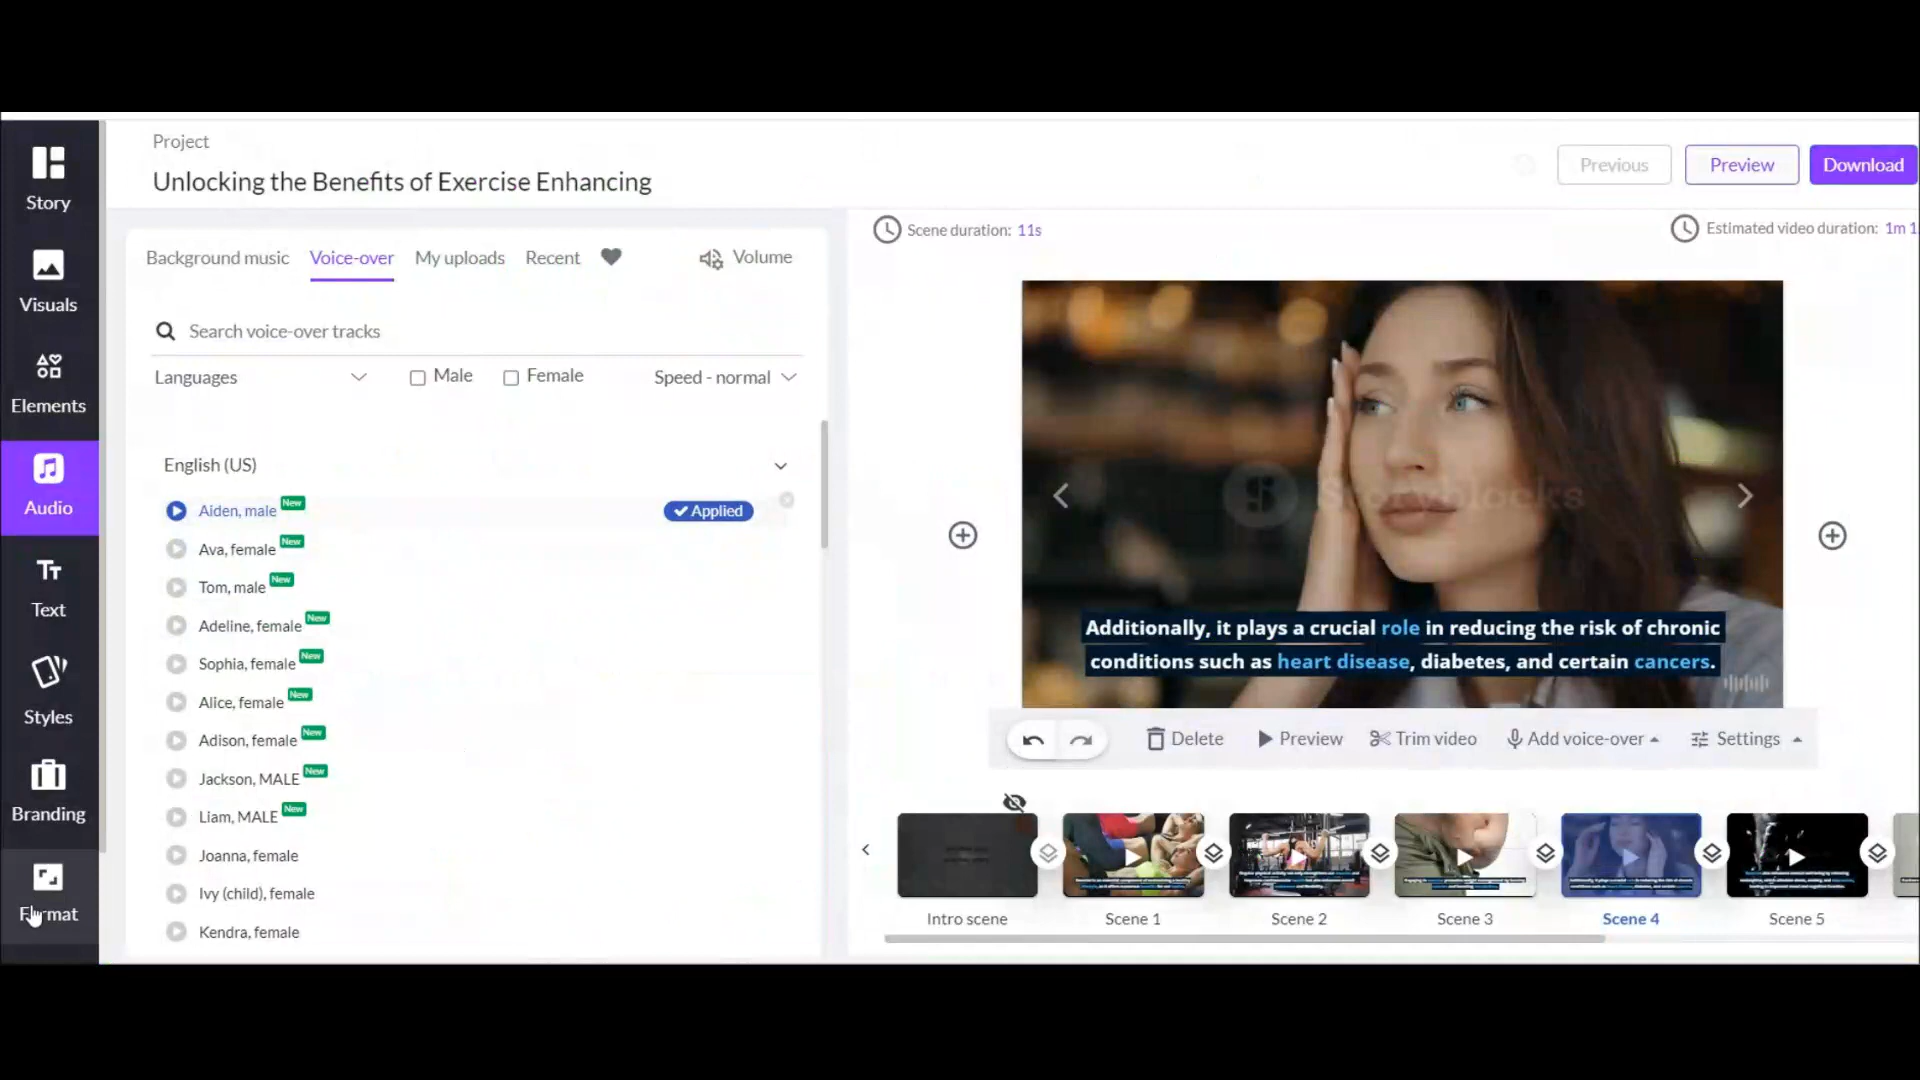 Project
Unlocking the Benefits of Exercise Enhancing
Previous
Preview
Download
Story
Visuals
Elements
Audio
Text
Styles
Branding
Format
Background music
Voice-over
My uploads
Recent
Volume
Search voice-over tracks
Languages
Male
Female
Speed - normal
English (US)
Aiden, male New
Applied
Ava, female New
Tom, male New
Adeline, female New
Sophia, female New
Alice, female New
Adison, female New
Jackson, MALE New
Liam, MALE New
Joanna, female
Ivy (child), female
Kendra, female
Scene duration: 11s
Estimated video duration: 1m 1
Additionally, it plays a crucial role in reducing the risk of chronic
conditions such as heart disease, diabetes, and certain cancers.
Delete
Preview
Trim video
Add voice-over
Settings
Intro scene
Scene 1
Scene 2
Scene 3
Scene 4
Scene 5